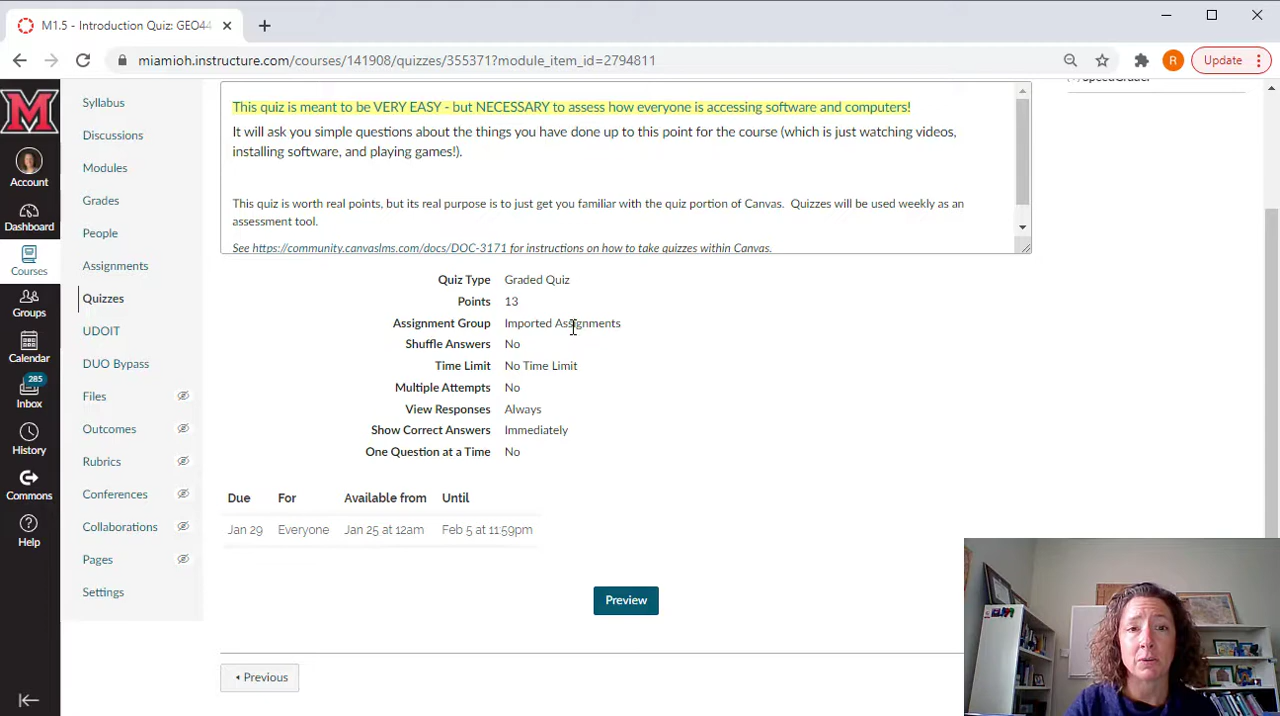 M1.5 - Introduction Quiz: GEO44
miamioh.instructure.com/courses/141908/quizzes/355371?module_item_id=2794811
R
Update
M
Account
Dashboard
Courses
Groups
Calendar
285
Inbox
History
Commons
Help
Syllabus
Discussions
Modules
Grades
People
Assignments
Quizzes
UDOIT
DUO Bypass
Files
Outcomes
Rubrics
Conferences
Collaborations
Pages
Settings
This quiz is meant to be VERY EASY - but NECESSARY to assess how everyone is accessing software and computers!
It will ask you simple questions about the things you have done up to this point for the course (which is just watching videos,
installing software, and playing games!).
This quiz is worth real points, but its real purpose is to just get you familiar with the quiz portion of Canvas. Quizzes will be used weekly as an
assessment tool.
See https://community.canvaslms.com/docs/DOC-3171 for instructions on how to take quizzes within Canvas.
SpeedGrader
Quiz Type Graded Quiz
Points 13
Assignment Group Imported Assignments
Shuffle Answers No
Time Limit No Time Limit
Multiple Attempts No
View Responses Always
Show Correct Answers Immediately
One Question at a Time No
Due For Available from Until
Jan 29 Everyone Jan 25 at 12am Feb 5 at 11:59pm
Preview
Previous